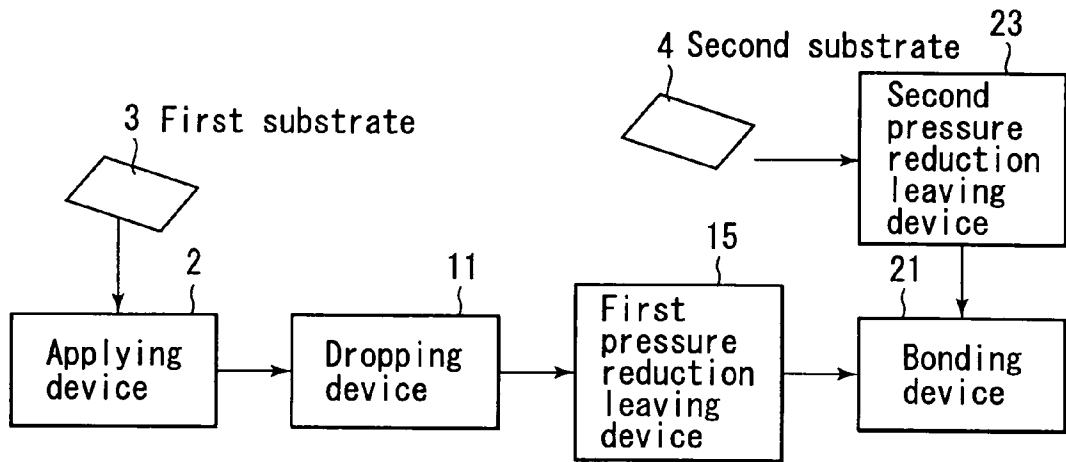 23
4 Second substrate
Second
pressure
reduction
leaving
device
3 First substrate
2
11
15
21
Applying
device
Dropping
device
First
pressure
reduction
leaving
device
Bonding
device